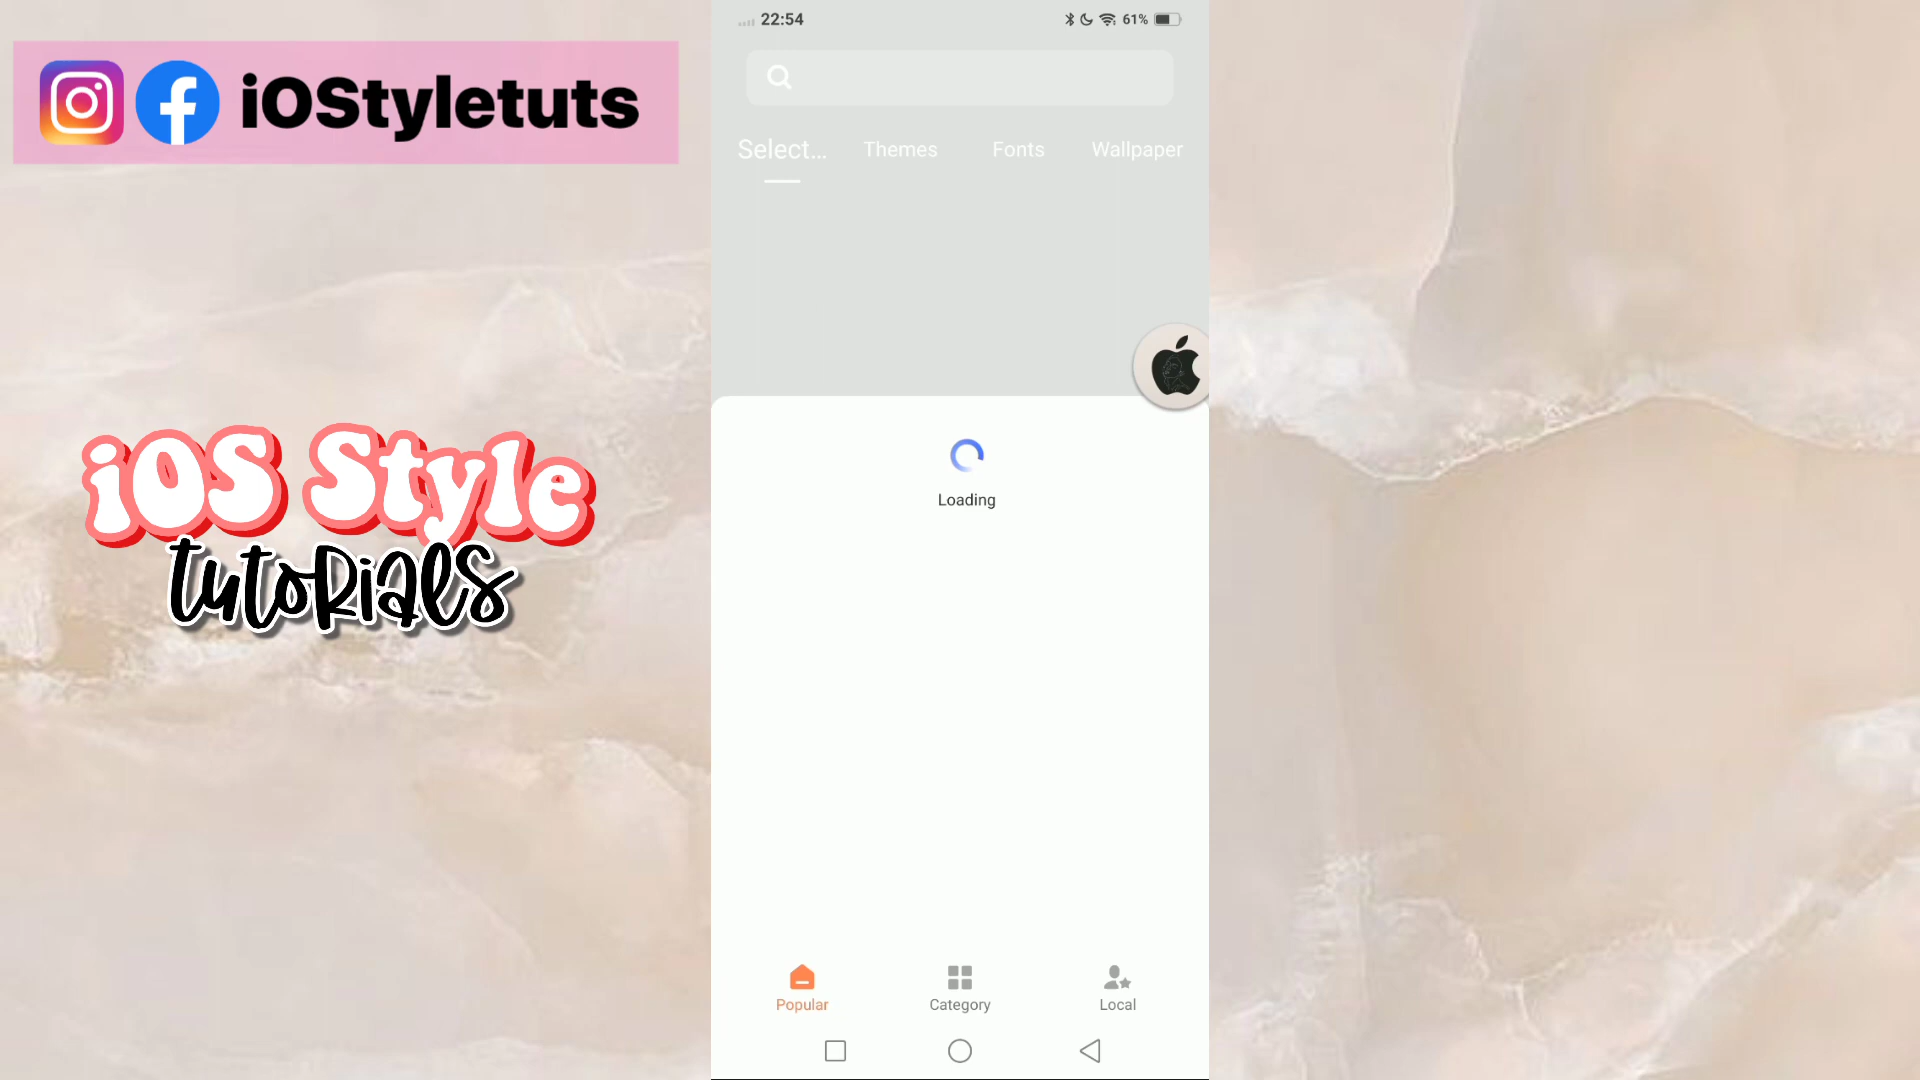 iOStyletuts
iOS Style
tutorials
22:54
61%
Select...
Themes
Fonts
Wallpaper
Loading
Popular
Category
Local